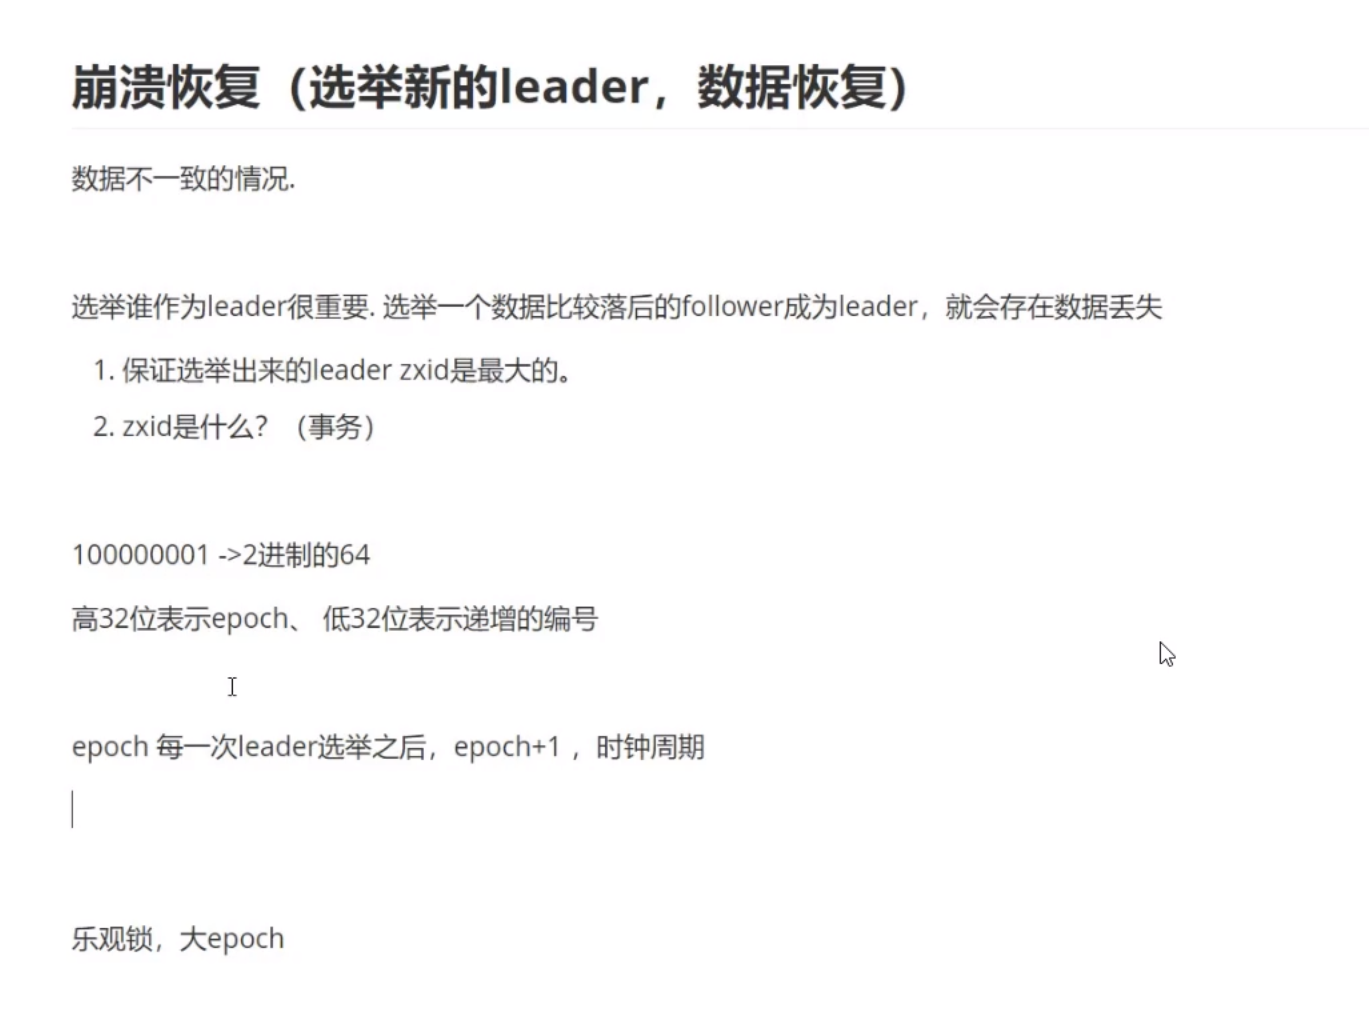 崩溃恢复（选举新的leader，数据恢复）
数据不一致的情况.
选举谁作为leader很重要. 选举一个数据比较落后的follower成为leader，就会存在数据丢失
1. 保证选举出来的leader zxid是最大的。
2. zxid是什么？（事务）
100000001 ->2进制的64
高32位表示epoch、 低32位表示递增的编号
epoch 每一次leader选举之后，epoch+1 ，时钟周期
乐观锁，大epoch